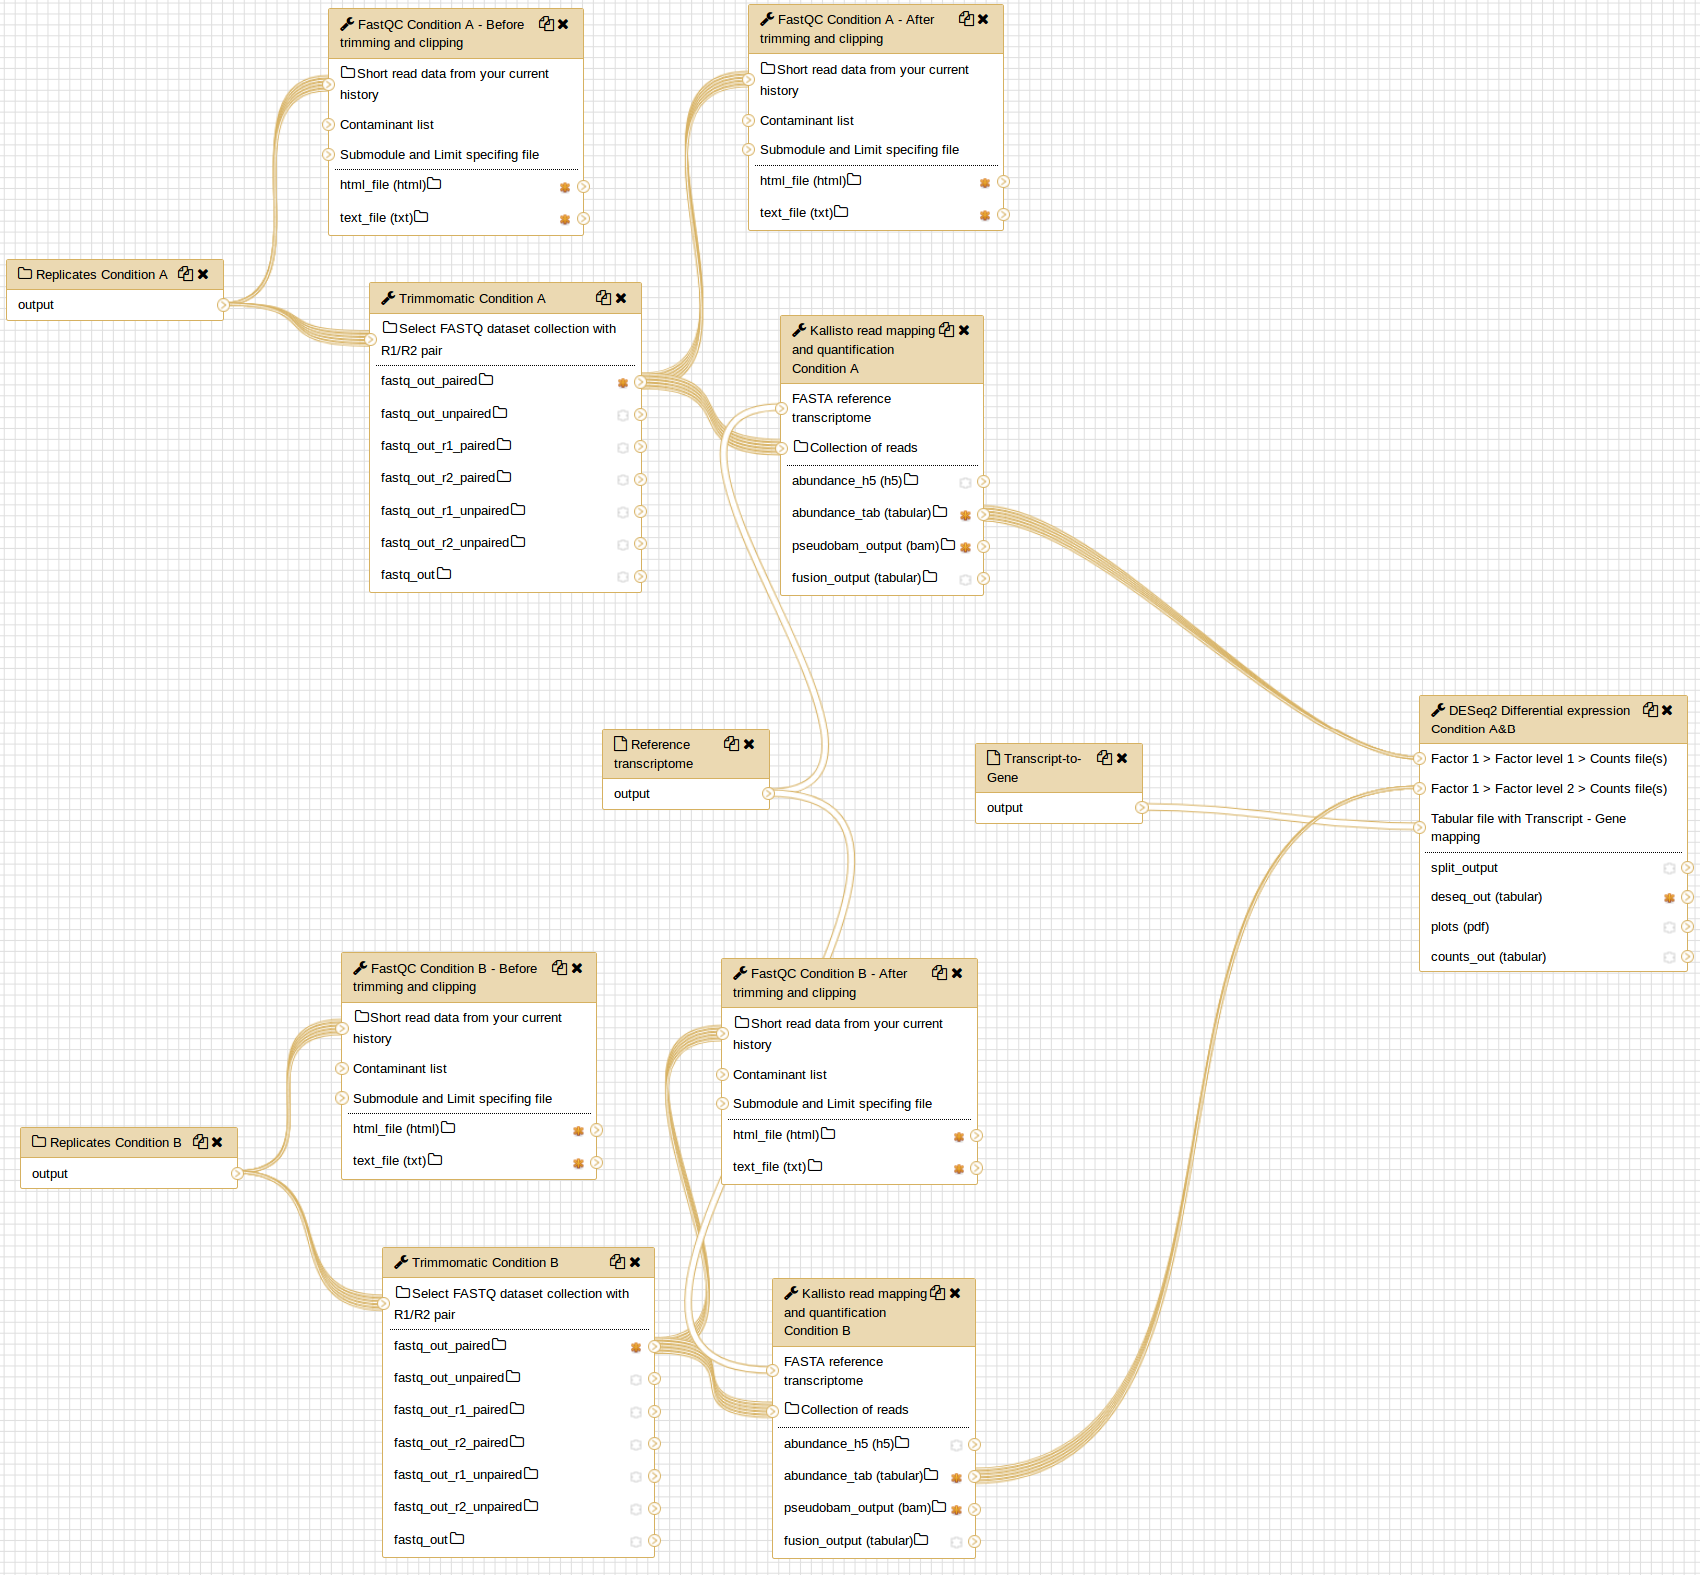 FastQC Condition A - Before
trimming and clipping
Short read data from your current
history
Contaminant list
Submodule and Limit specifing file
html_file (html)
text_file (txt)
FastQC Condition A - After
trimming and clipping
Short read data from your current
history
Contaminant list
Submodule and Limit specifing file
html_file (html)
text_file (txt)
Replicates Condition A
output
Trimmomatic Condition A
Select FASTQ dataset collection with
R1/R2 pair
fastq_out_paired
fastq_out_unpaired
fastq_out_r1_paired
fastq_out_r2_paired
fastq_out_r1_unpaired
fastq_out_r2_unpaired
fastq_out
Kallisto read mapping
and quantification
Condition A
FASTA reference
transcriptome
Collection of reads
abundance_h5 (h5)
abundance_tab (tabular)
pseudobam_output (bam)
fusion_output (tabular)
Reference
transcriptome
output
Transcript-to-
Gene
output
DESeq2 Differential expression
Condition A&B
Factor 1 > Factor level 1 > Counts file(s)
Factor 1 > Factor level 2 > Counts file(s)
Tabular file with Transcript - Gene
mapping
split_output
deseq_out (tabular)
plots (pdf)
counts_out (tabular)
FastQC Condition B - Before
trimming and clipping
Short read data from your current
history
Contaminant list
Submodule and Limit specifing file
html_file (html)
text_file (txt)
FastQC Condition B - After
trimming and clipping
Short read data from your current
history
Contaminant list
Submodule and Limit specifing file
html_file (html)
text_file (txt)
Replicates Condition B
output
Trimmomatic Condition B
Select FASTQ dataset collection with
R1/R2 pair
fastq_out_paired
fastq_out_unpaired
fastq_out_r1_paired
fastq_out_r2_paired
fastq_out_r1_unpaired
fastq_out_r2_unpaired
fastq_out
Kallisto read mapping
and quantification
Condition B
FASTA reference
transcriptome
Collection of reads
abundance_h5 (h5)
abundance_tab (tabular)
pseudobam_output (bam)
fusion_output (tabular)